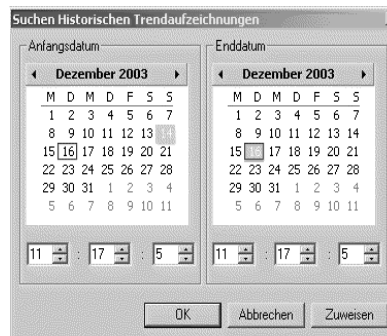 Suchen Historischen Trendaufzeichnungen
Anfangsdatum
Dezember 2003
M D M D F S S
1 2 3 4 5 6 7
8 9 10 11 12 13 14
15 16 17 18 19 20 21
22 23 24 25 26 27 28
29 30 31 1 2 3 4
5 6 7 8 9 10 11
11 : 17 : 5
Enddatum
Dezember 2003
M D M D F S S
1 2 3 4 5 6 7
8 9 10 11 12 13 14
15 16 17 18 19 20 21
22 23 24 25 26 27 28
29 30 31 1 2 3 4
5 6 7 8 9 10 11
11 : 17 : 5
OK Abbrechen Zuweisen